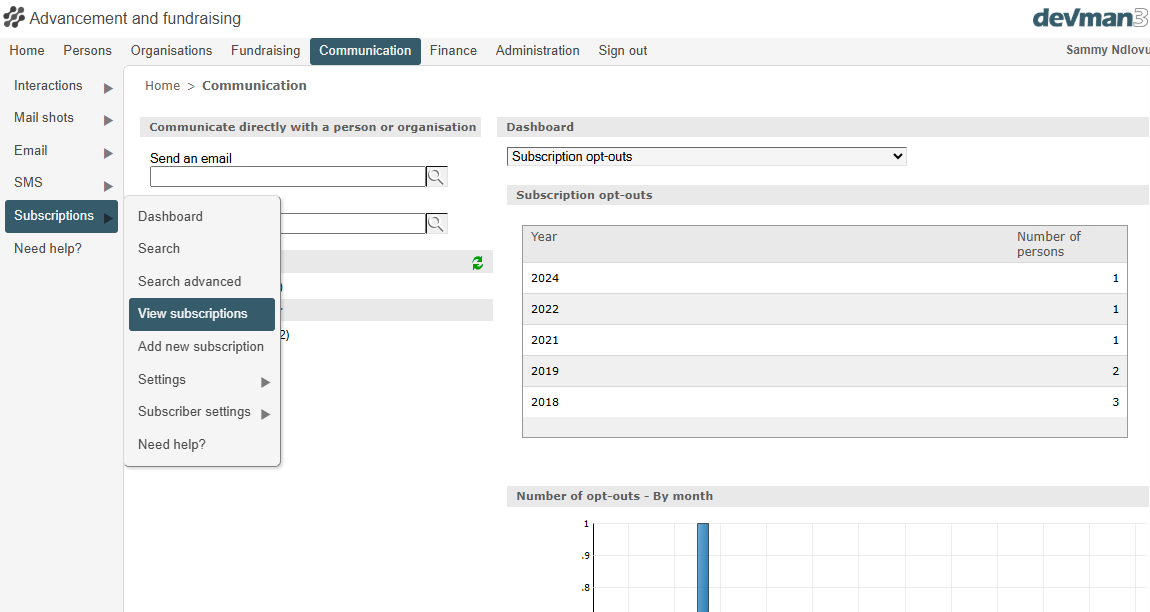 Advancement and fundraising
devman3
Home Persons Organisations Fundraising Communication Finance Administration Sign out
Sammy Ndlovu
Interactions
Mail shots
Email
SMS
Subscriptions
Need help?
Dashboard
Search
Search advanced
View subscriptions
Add new subscription
Settings
Subscriber settings
Need help?
Home > Communication
Communicate directly with a person or organisation
Send an email
)
2)
Dashboard
Subscription opt-outs
Subscription opt-outs
Year Number of
persons
2024 1
2022 1
2021 1
2019 2
2018 3
Number of opt-outs - By month
1
.9
.8